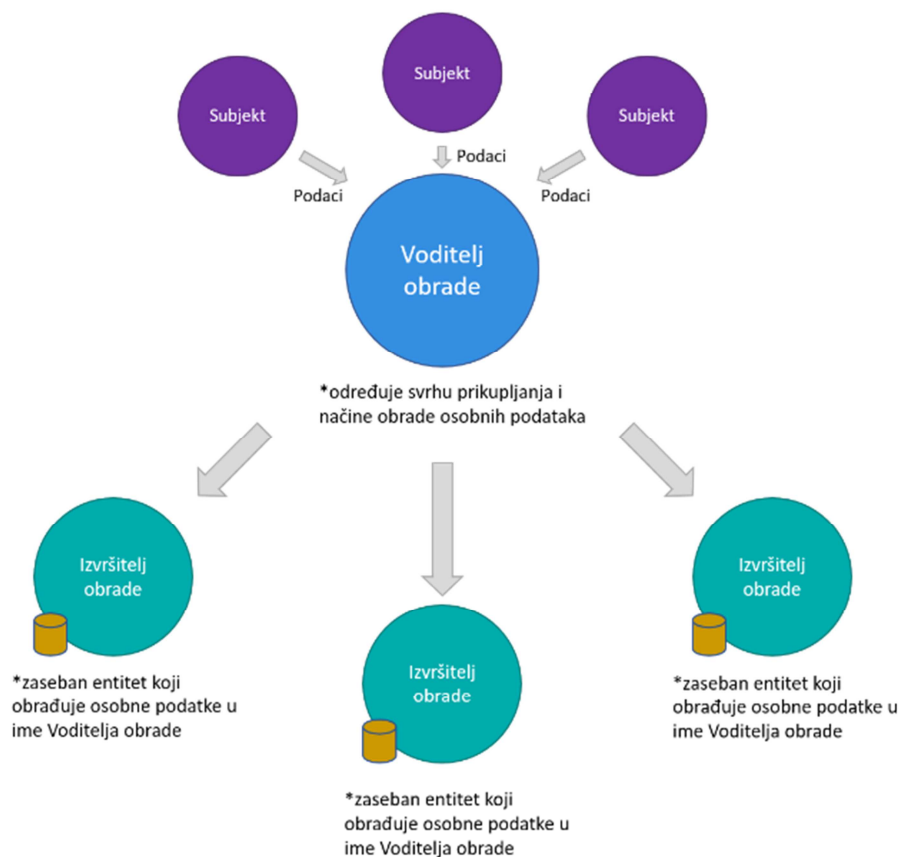 Subjekt
Subjekt
Subjekt
Podaci
Podaci
Podaci
Voditelj
obrade
*određuje svrhu prikupljanja i
načine obrade osobnih podataka
Izvršitelj
obrade
*zaseban entitet koji
obrađuje osobne podatke u
ime Voditelja obrade
Izvršitelj
obrade
*zaseban entitet koji
obrađuje osobne podatke u
ime Voditelja obrade
Izvršitelj
obrade
*zaseban entitet koji
obrađuje osobne podatke u
ime Voditelja obrade